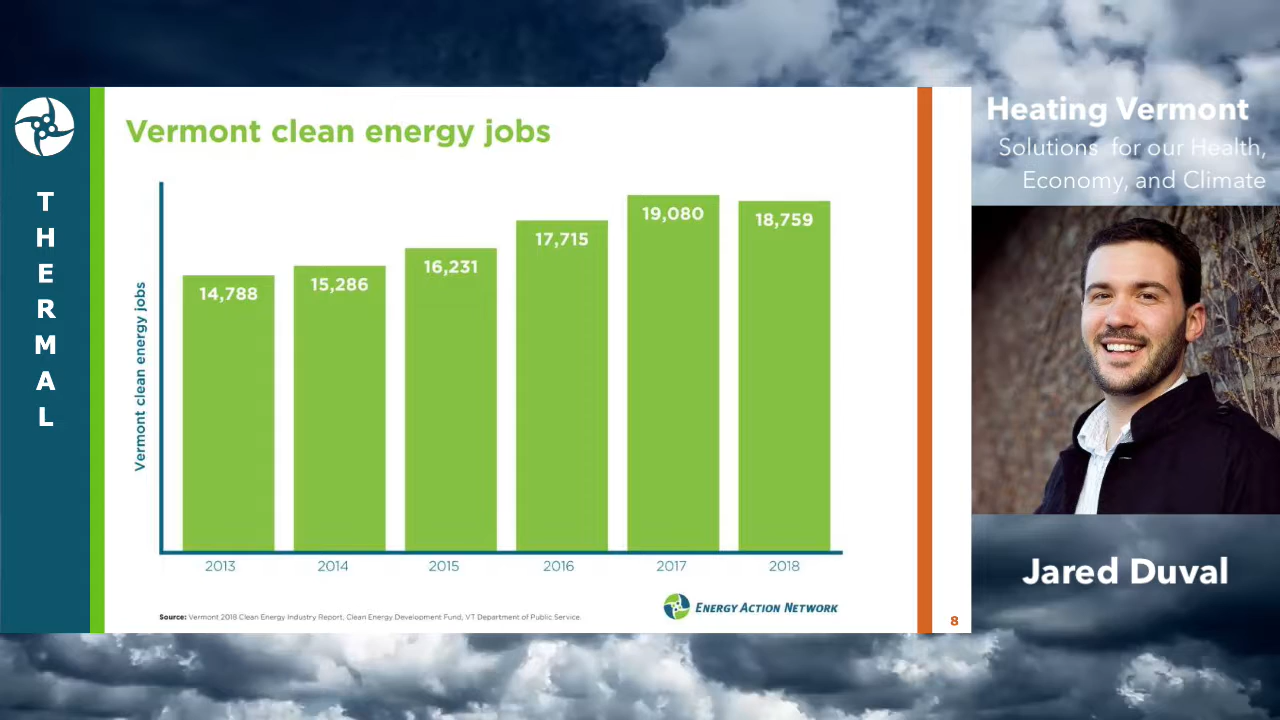 THERMAL
Vermont clean energy jobs
Vermont clean energy jobs
14,788
15,286
16,231
17,715
19,080
18,759
2013
2014
2015
2016
2017
2018
Source: Vermont 2018 Clean Energy Industry Report, Clean Energy Development Fund, VT Department of Public Service.
ENERGY ACTION NETWORK
8
Heating Vermont
Solutions for our Health,
Economy, and Climate
Jared Duval